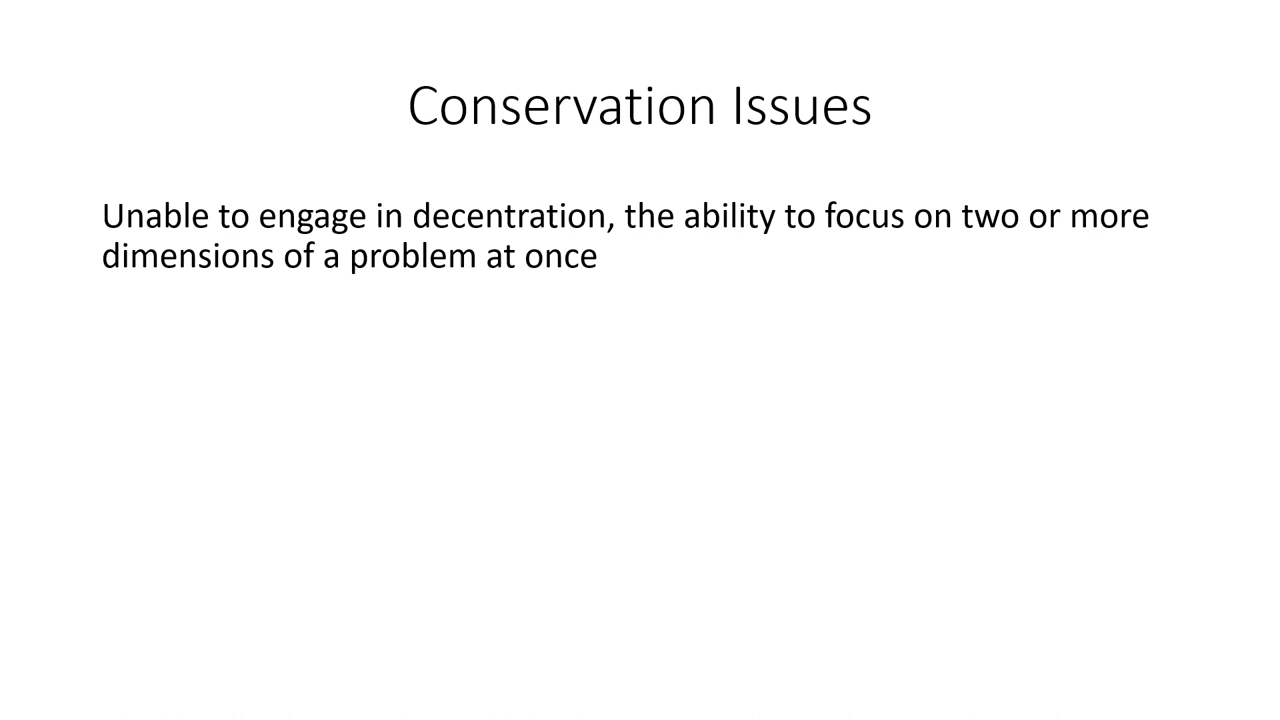 Conservation Issues
Unable to engage in decentration, the ability to focus on two or more
dimensions of a problem at once